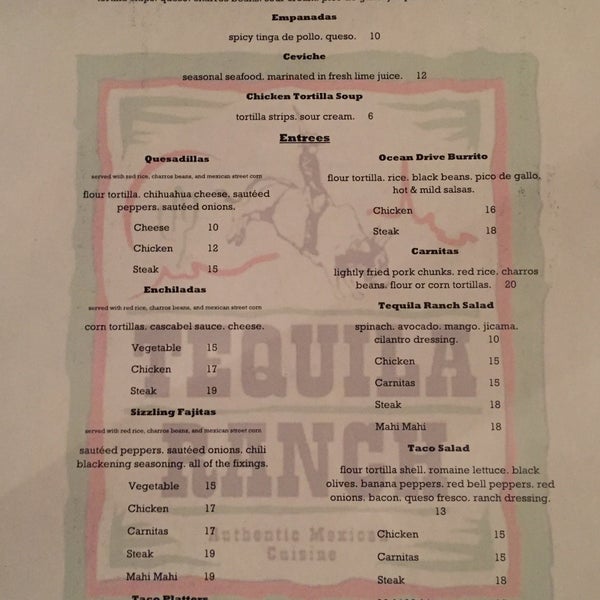 Empanadas
spicy tinga de pollo. queso. 10
Ceviche
seasonal seafood. marinated in fresh lime juice. 12
Chicken Tortilla Soup
tortilla strips. sour cream. 6
Entrees
Quesadillas
served with red rice, charros beans, and mexican street corn
flour tortilla. chihuahua cheese. sautéed
peppers. sautéed onions.
Cheese 10
Chicken 12
Steak 15
Enchiladas
served with red rice, charros beans, and mexican street corn
corn tortillas. cascabel sauce. cheese.
Vegetable 15
Chicken 17
Steak 19
Sizzling Fajitas
served with red rice, charros beans, and mexican street corn
sautéed peppers. sautéed onions. chili
blackening seasoning. all of the fixings.
Vegetable 15
Chicken 17
Carnitas 17
Steak 19
Mahi Mahi 19
Taco Platters
Ocean Drive Burrito
flour tortilla. rice. black beans. pico de gallo.
hot & mild salsas.
Chicken 16
Steak 18
Carnitas
lightly fried pork chunks. red rice. charros
beans. flour or corn tortillas. 20
Tequila Ranch Salad
spinach. avocado. mango. jicama.
cilantro dressing. 10
Chicken 15
Carnitas 15
Steak 18
Mahi Mahi 18
Taco Salad
flour tortilla shell. romaine lettuce. black
olives. banana peppers. red bell peppers. red
onions. bacon. queso fresco. ranch dressing.
13
Chicken 15
Carnitas 15
Steak 18
TEQUILA
RANCH
Authentic Mexican
Cuisine